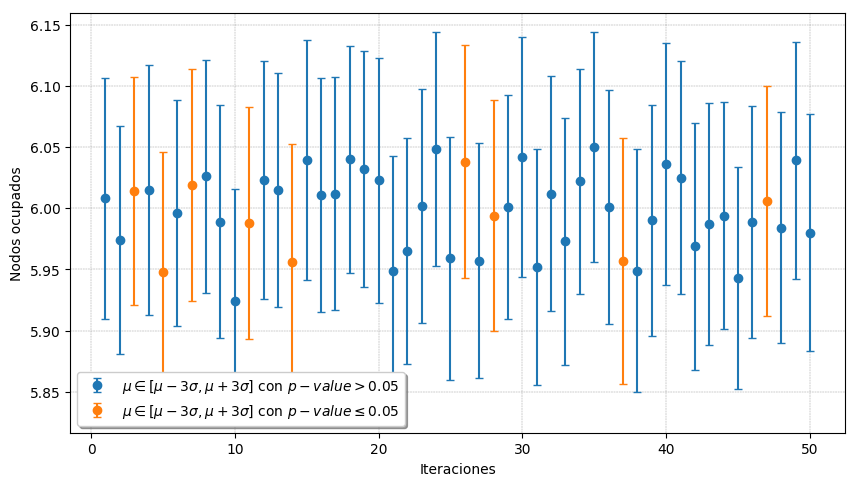 6.15
6.10
6.05
6.00
5.95
5.90
5.85
Nodos ocupados
μ ∈ [μ − 3σ, μ + 3σ] con p − value > 0.05
μ ∈ [μ − 3σ, μ + 3σ] con p − value ≤ 0.05
0 10 20 30 40 50
Iteraciones